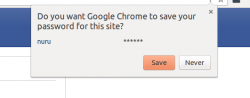 Do you want Google Chrome to save your
password for this site?
nuru ******
Save Never